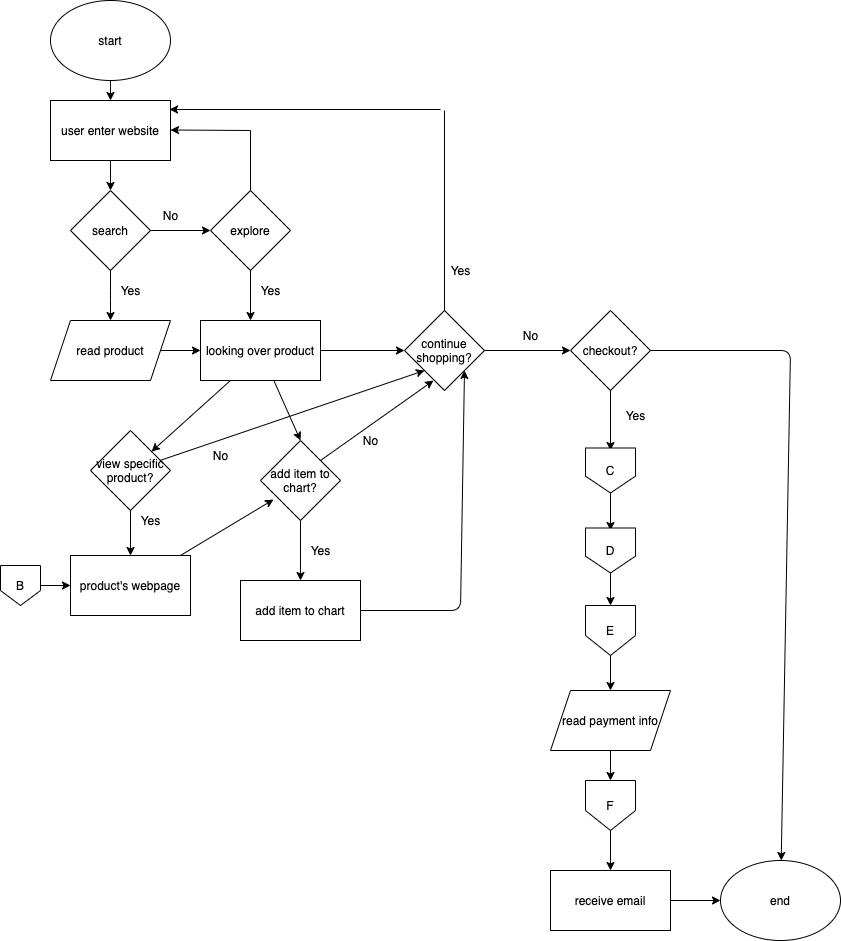 start
user enter website
search
No
explore
Yes
Yes
Yes
read product
looking over product
continue
shopping?
No
checkout?
Yes
view specific
product?
No
No
add item to
chart?
C
Yes
Yes
D
B
product's webpage
add item to chart
E
read payment info
F
receive email
end